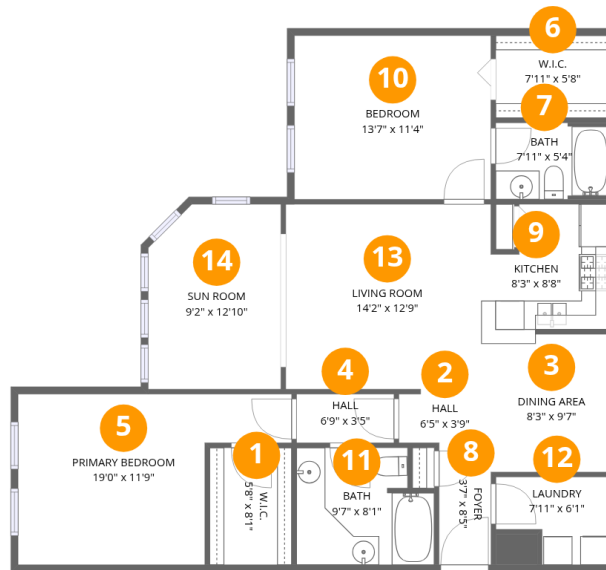 6
W.I.C.
7'11" x 5'8"
10
BEDROOM
13'7" x 11'4"
7
BATH
7'11" x 5'4"
14
SUN ROOM
9'2" x 12'10"
13
LIVING ROOM
14'2" x 12'9"
9
KITCHEN
8'3" x 8'8"
4
HALL
6'9" x 3'5"
2
HALL
6'5" x 3'9"
3
DINING AREA
8'3" x 9'7"
5
PRIMARY BEDROOM
19'0" x 11'9"
1
W.I.C.
5'8" x 8'1"
11
BATH
9'7" x 8'1"
8
FOYER
3'7" x 8'5"
12
LAUNDRY
7'11" x 6'1"